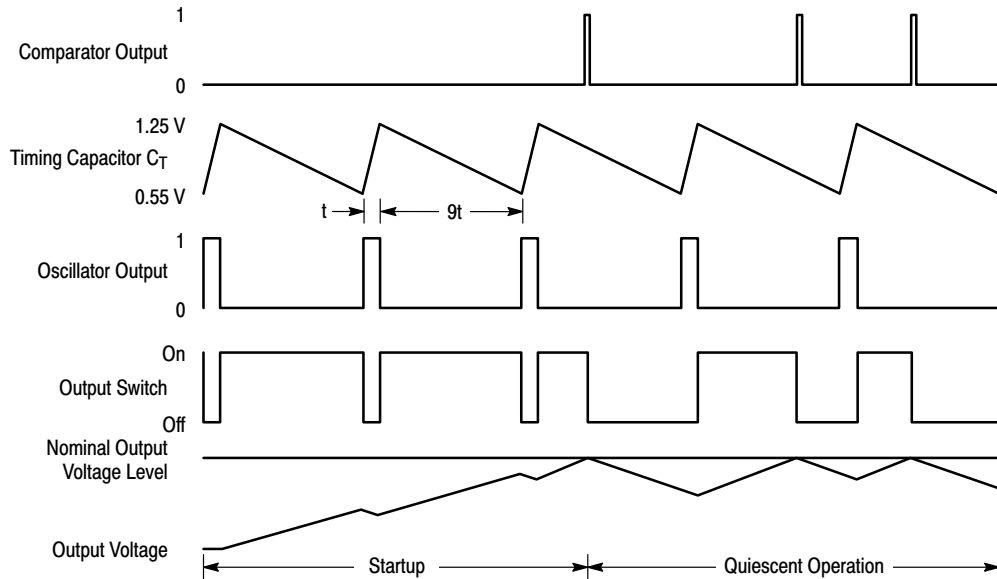 1
Comparator Output
0
1.25 V
Timing Capacitor CT
0.55 V
t
9t
1
Oscillator Output
0
On
Output Switch
Off
Nominal Output
Voltage Level
Output Voltage
Startup
Quiescent Operation